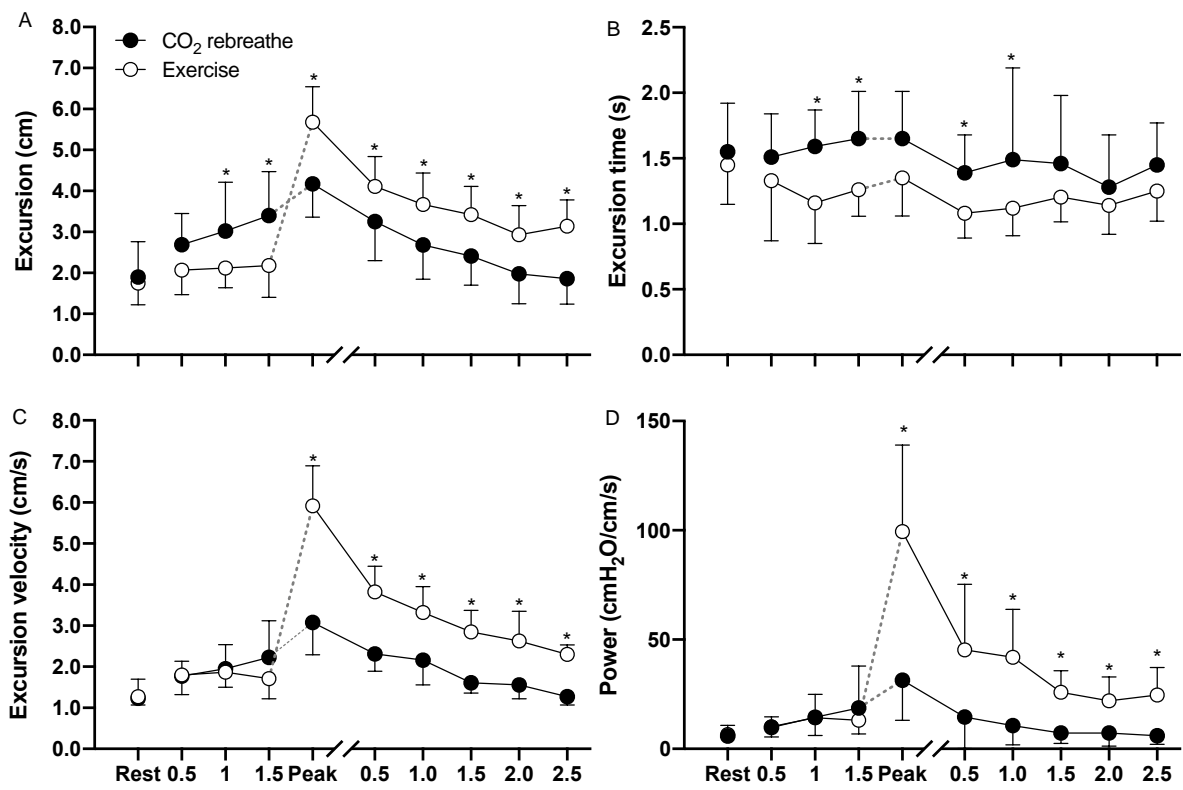 A
8.0
7.0
6.0
5.0
4.0
3.0
2.0
1.0
0.0
Excursion (cm)
CO2 rebreathe
Exercise
* * * * * * * *
B
2.5
2.0
1.5
1.0
0.5
0.0
Excursion time (s)
* * * *
C
8.0
7.0
6.0
5.0
4.0
3.0
2.0
1.0
0.0
Excursion velocity (cm/s)
* * * * * *
Rest 0.5 1 1.5 Peak 0.5 1.0 1.5 2.0 2.5
D
150
100
50
0
Power (cmH2O/cm/s)
* * * * * *
Rest 0.5 1 1.5 Peak 0.5 1.0 1.5 2.0 2.5